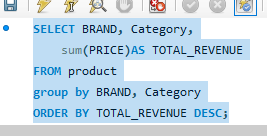 SELECT BRAND, Category,
sum(PRICE)AS TOTAL_REVENUE
FROM product
group by BRAND, Category
ORDER BY TOTAL_REVENUE DESC;